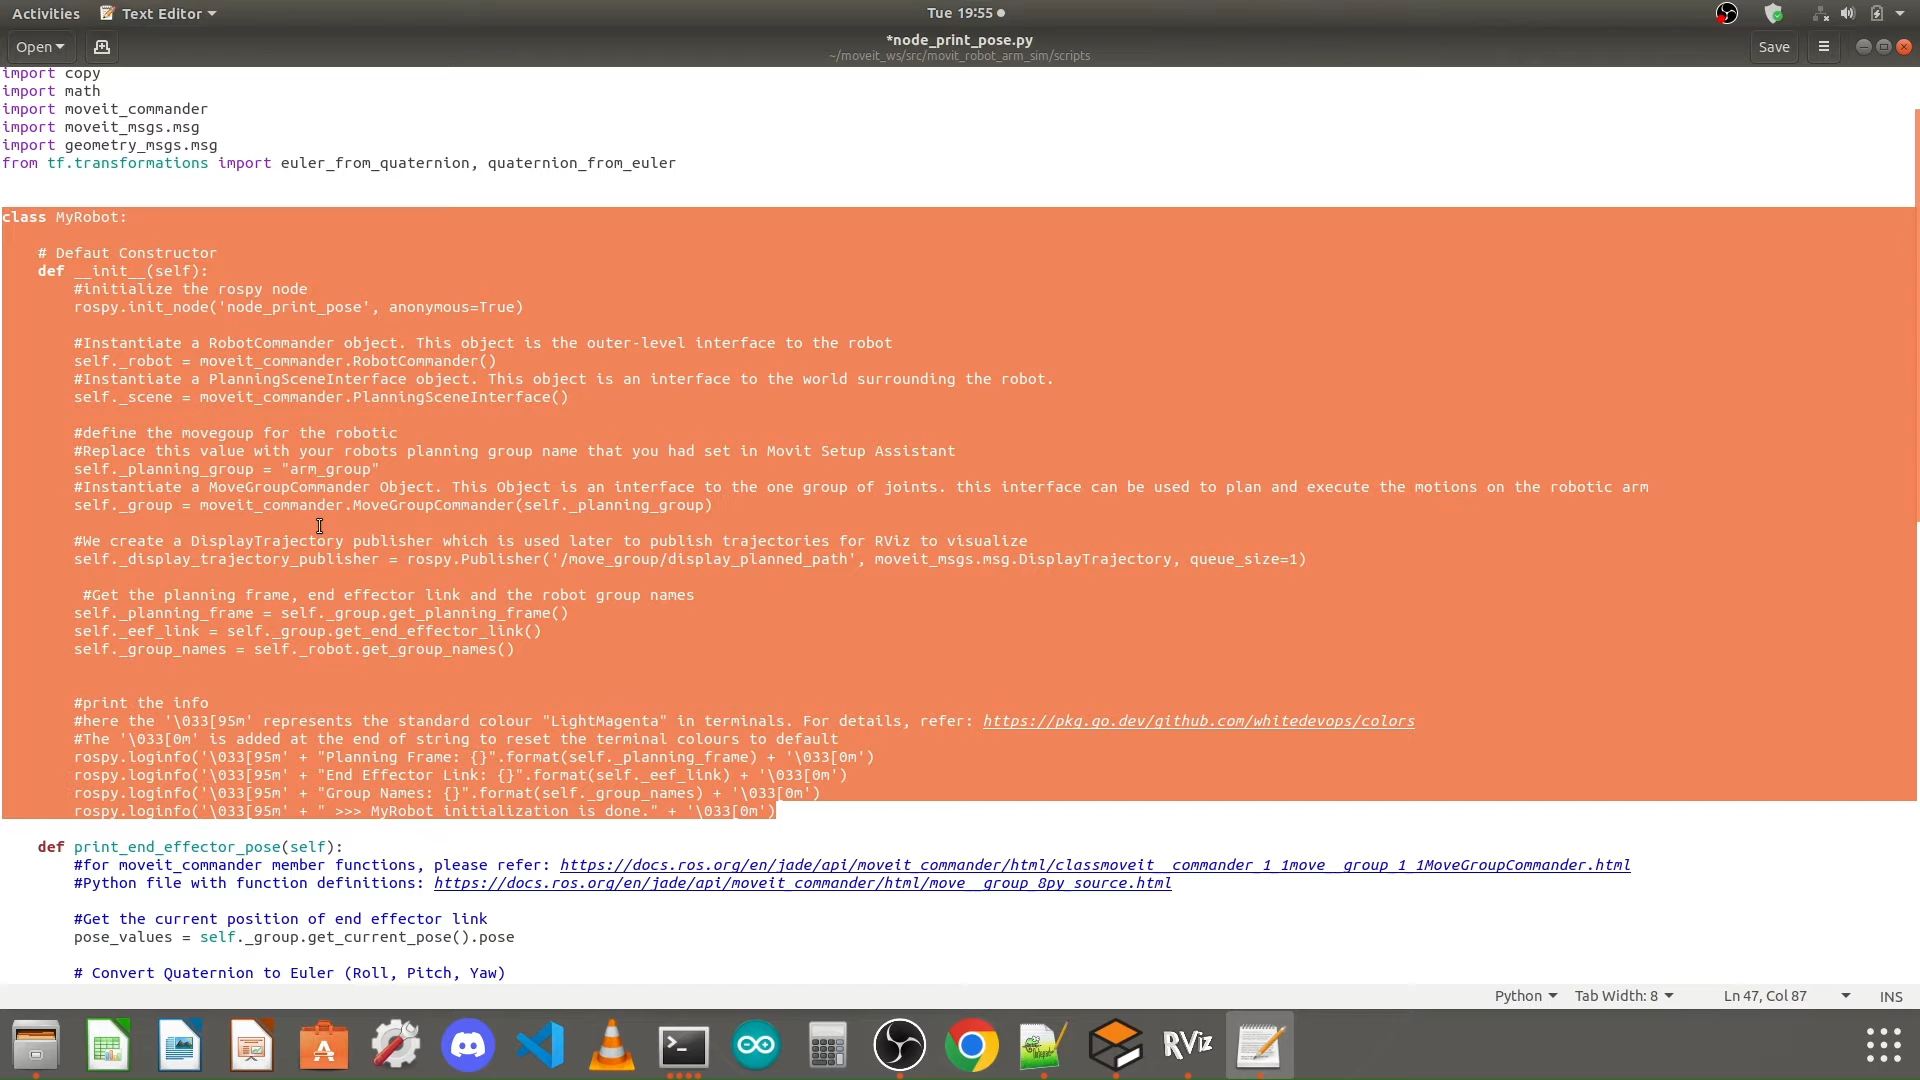 Activities Text Editor Tue 19:55
Open *node_print_pose.py Save
~/moveit_ws/src/movit_robot_arm_sim/scripts
import copy
import math
import moveit_commander
import moveit_msgs.msg
import geometry_msgs.msg
from tf.transformations import euler_from_quaternion, quaternion_from_euler
class MyRobot:
# Defaut Constructor
def __init__(self):
#initialize the rospy node
rospy.init_node('node_print_pose', anonymous=True)
#Instantiate a RobotCommander object. This object is the outer-level interface to the robot
self._robot = moveit_commander.RobotCommander()
#Instantiate a PlanningSceneInterface object. This object is an interface to the world surrounding the robot.
self._scene = moveit_commander.PlanningSceneInterface()
#define the movegoup for the robotic
#Replace this value with your robots planning group name that you had set in Movit Setup Assistant
self._planning_group = "arm_group"
#Instantiate a MoveGroupCommander Object. This Object is an interface to the one group of joints. this interface can be used to plan and execute the motions on the robotic arm
self._group = moveit_commander.MoveGroupCommander(self._planning_group)
#We create a DisplayTrajectory publisher which is used later to publish trajectories for RViz to visualize
self._display_trajectory_publisher = rospy.Publisher('/move_group/display_planned_path', moveit_msgs.msg.DisplayTrajectory, queue_size=1)
#Get the planning frame, end effector link and the robot group names
self._planning_frame = self._group.get_planning_frame()
self._eef_link = self._group.get_end_effector_link()
self._group_names = self._robot.get_group_names()
#print the info
#here the '\033[95m' represents the standard colour "LightMagenta" in terminals. For details, refer: https://pkg.go.dev/github.com/whitedevops/colors
#The '\033[0m' is added at the end of string to reset the terminal colours to default
rospy.loginfo('\033[95m' + "Planning Frame: {}".format(self._planning_frame) + '\033[0m')
rospy.loginfo('\033[95m' + "End Effector Link: {}".format(self._eef_link) + '\033[0m')
rospy.loginfo('\033[95m' + "Group Names: {}".format(self._group_names) + '\033[0m')
rospy.loginfo('\033[95m' + " >>> MyRobot initialization is done." + '\033[0m')
def print_end_effector_pose(self):
#for moveit_commander member functions, please refer: https://docs.ros.org/en/jade/api/moveit_commander/html/classmoveit__commander_1_1move__group_1_1MoveGroupCommander.html
#Python file with function definitions: https://docs.ros.org/en/jade/api/moveit_commander/html/move__group_8py_source.html
#Get the current position of end effector link
pose_values = self._group.get_current_pose().pose
# Convert Quaternion to Euler (Roll, Pitch, Yaw)
Python Tab Width: 8 Ln 47, Col 87 INS
RViz